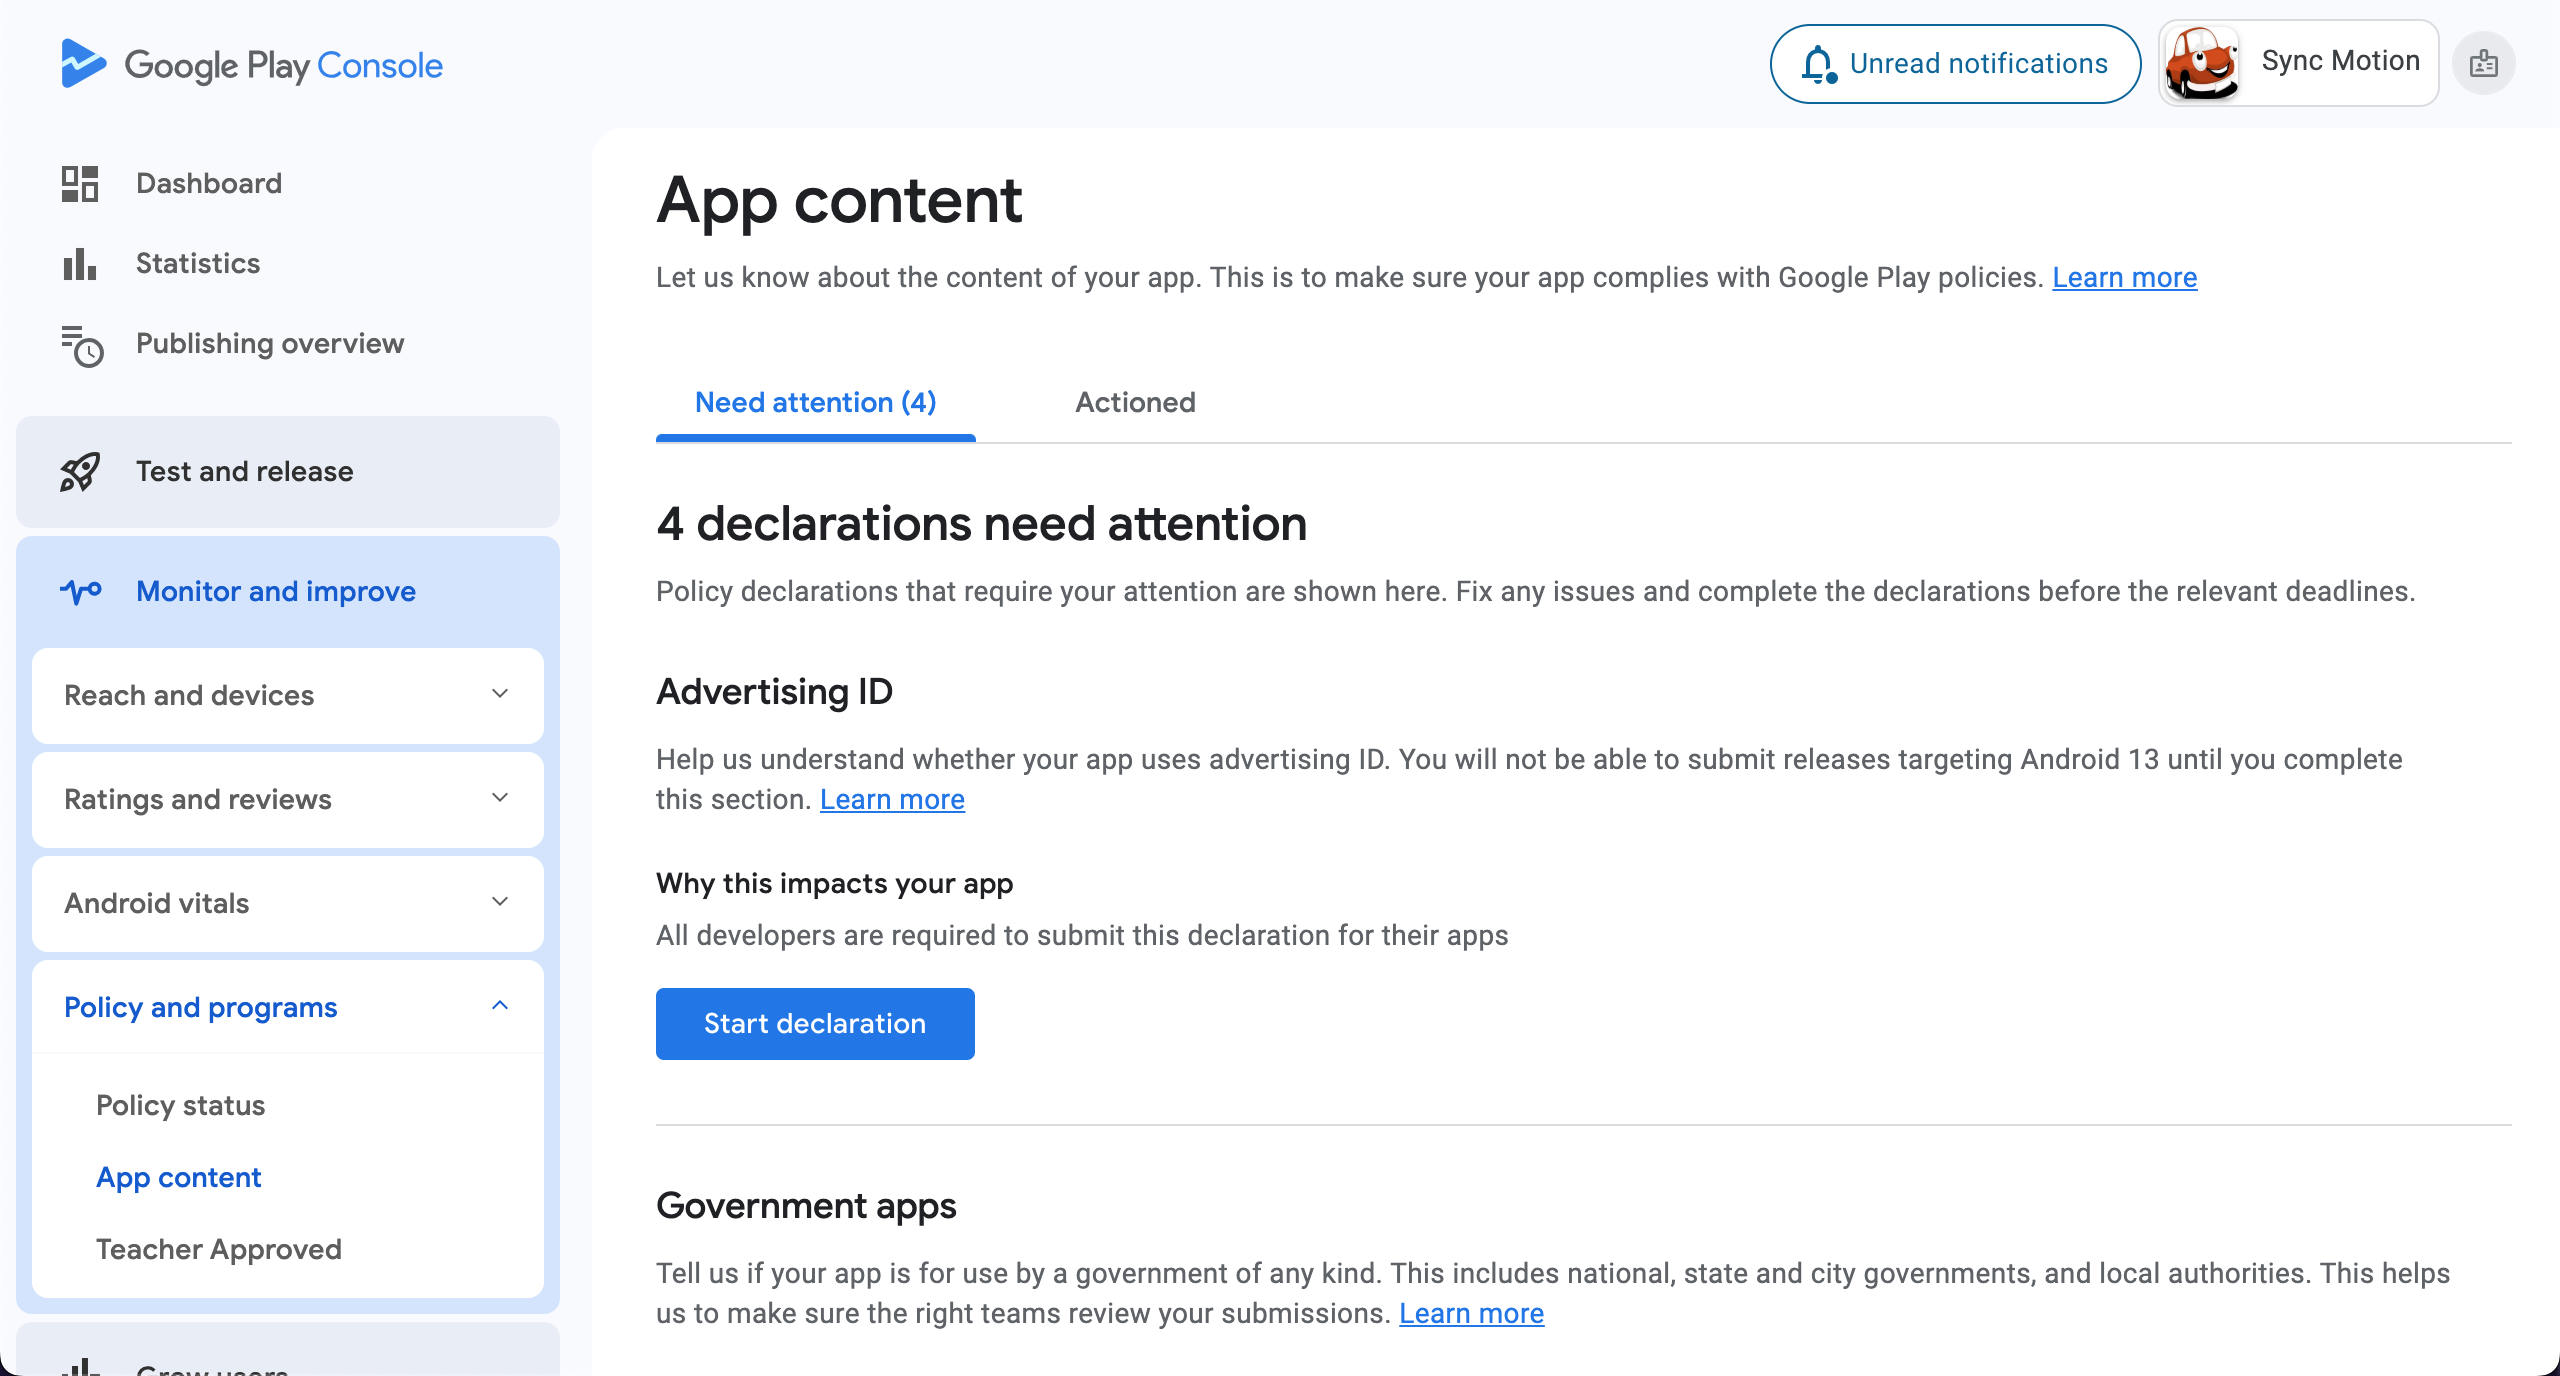 Google Play Console
Unread notifications
Sync Motion
Dashboard
Statistics
Publishing overview
Test and release
Monitor and improve
Reach and devices
Ratings and reviews
Android vitals
Policy and programs
Policy status
App content
Teacher Approved
Grow users
App content
Let us know about the content of your app. This is to make sure your app complies with Google Play policies. Learn more
Need attention (4)
Actioned
4 declarations need attention
Policy declarations that require your attention are shown here. Fix any issues and complete the declarations before the relevant deadlines.
Advertising ID
Help us understand whether your app uses advertising ID. You will not be able to submit releases targeting Android 13 until you complete
this section. Learn more
Why this impacts your app
All developers are required to submit this declaration for their apps
Start declaration
Government apps
Tell us if your app is for use by a government of any kind. This includes national, state and city governments, and local authorities. This helps
us to make sure the right teams review your submissions. Learn more